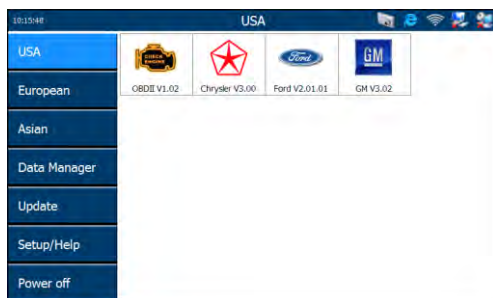 10:15:40
USA
USA
European
Asian
Data Manager
Update
Setup/Help
Power off
CHECK
ENGINE
Ford
GM
OBDII V1.02
Chrysler V3.00
Ford V2.01.01
GM V3.02